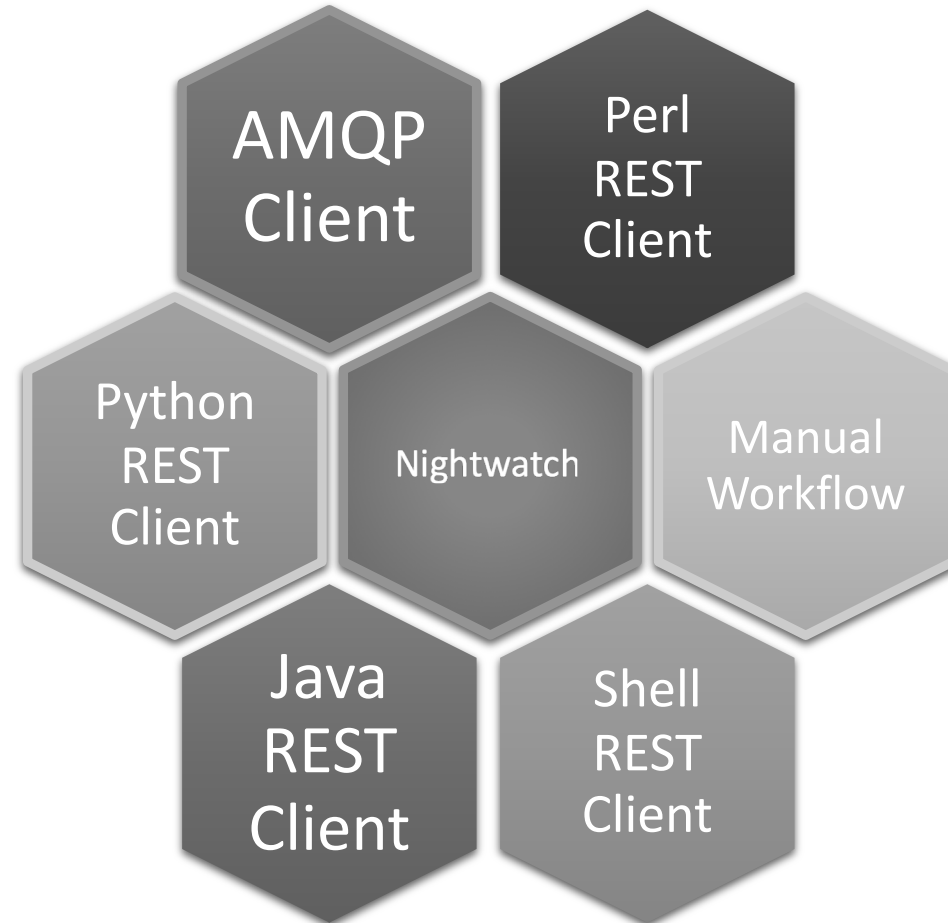 AMQP
Client
Perl
REST
Client
Python
REST
Client
Nightwatch
Manual
Workflow
Java
REST
Client
Shell
REST
Client